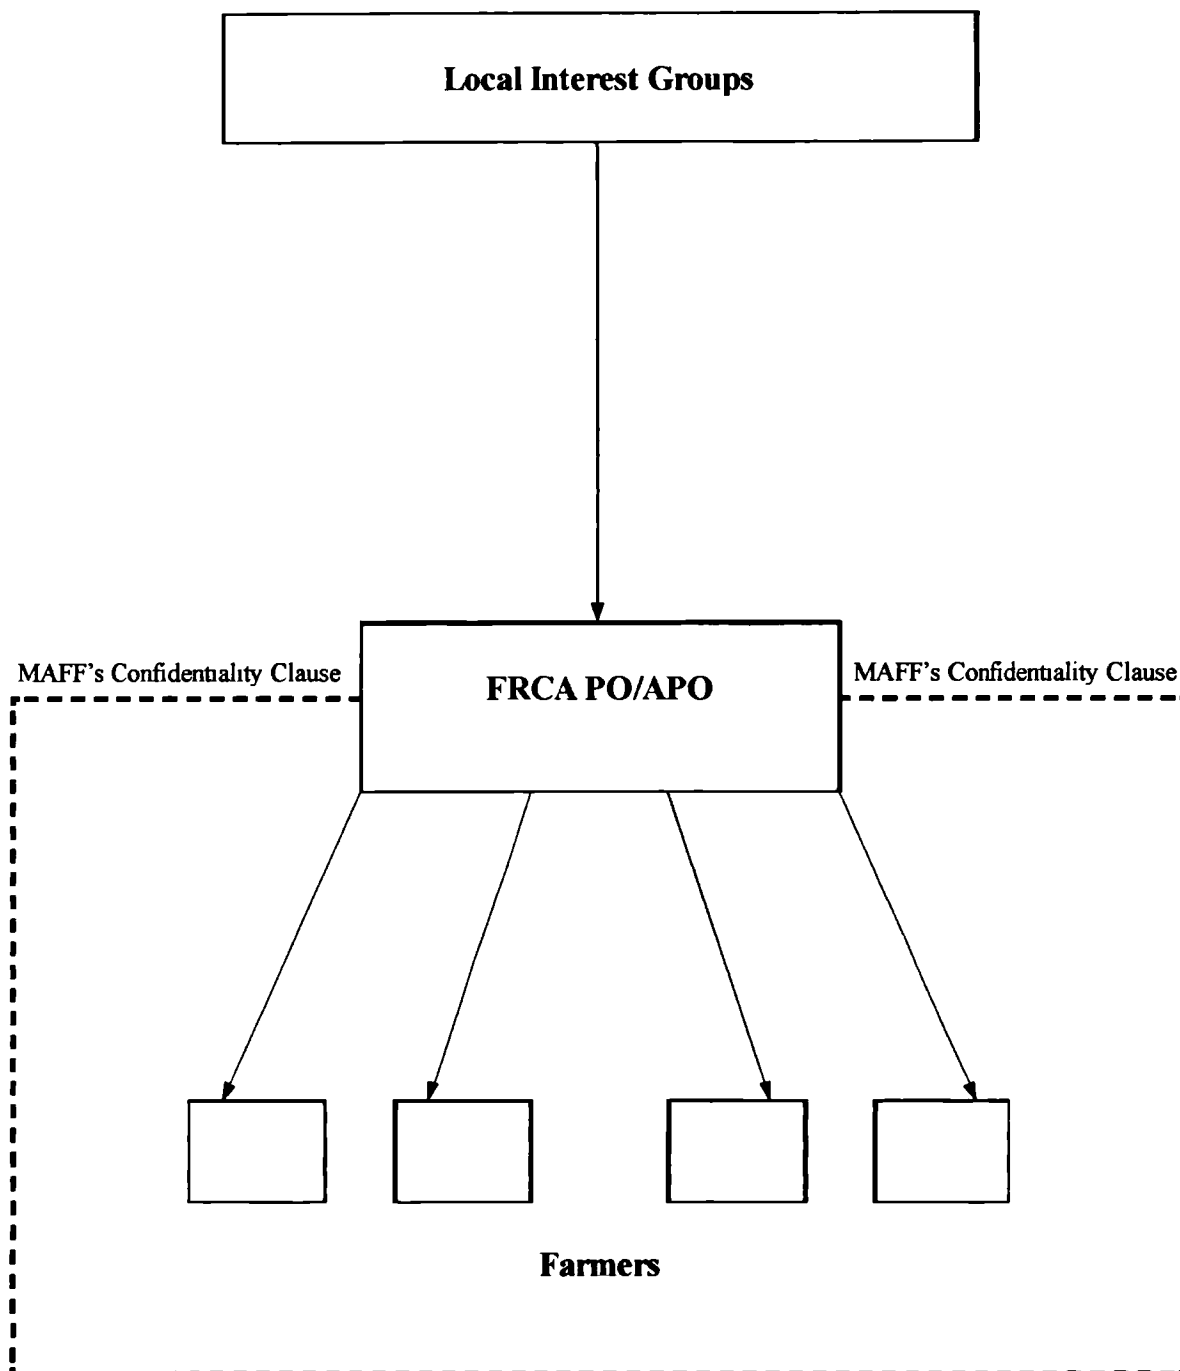 Local Interest Groups
MAFF's Confidentiality Clause
FRCA PO/APO
MAFF's Confidentiality Clause
Farmers